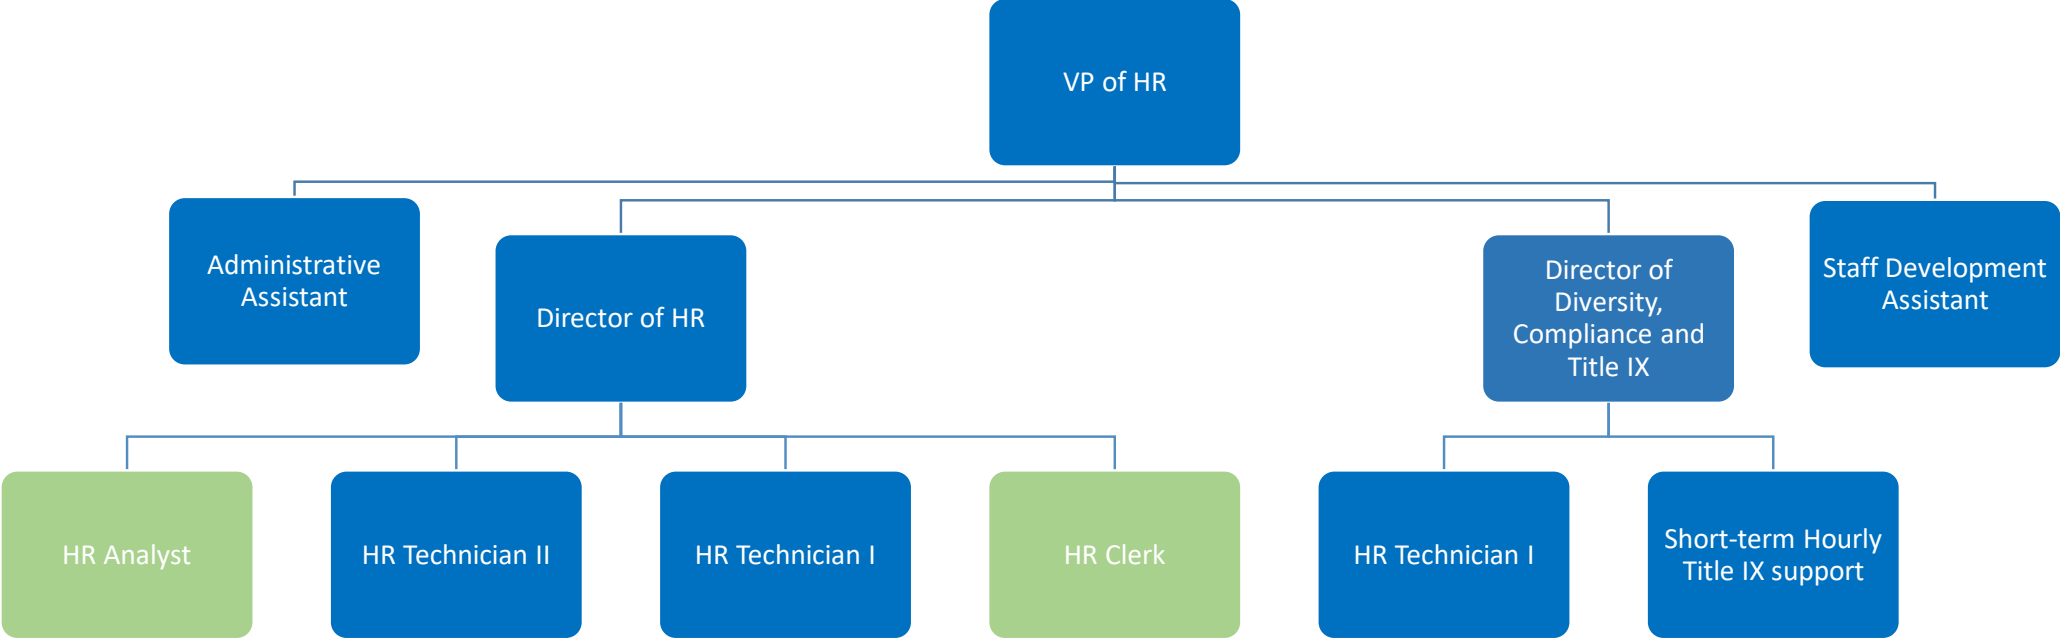 VP of HR
Administrative
Assistant
Director of HR
Director of
Diversity,
Compliance and
Title IX
Staff Development
Assistant
HR Analyst
HR Technician II
HR Technician I
HR Clerk
HR Technician I
Short-term Hourly
Title IX support